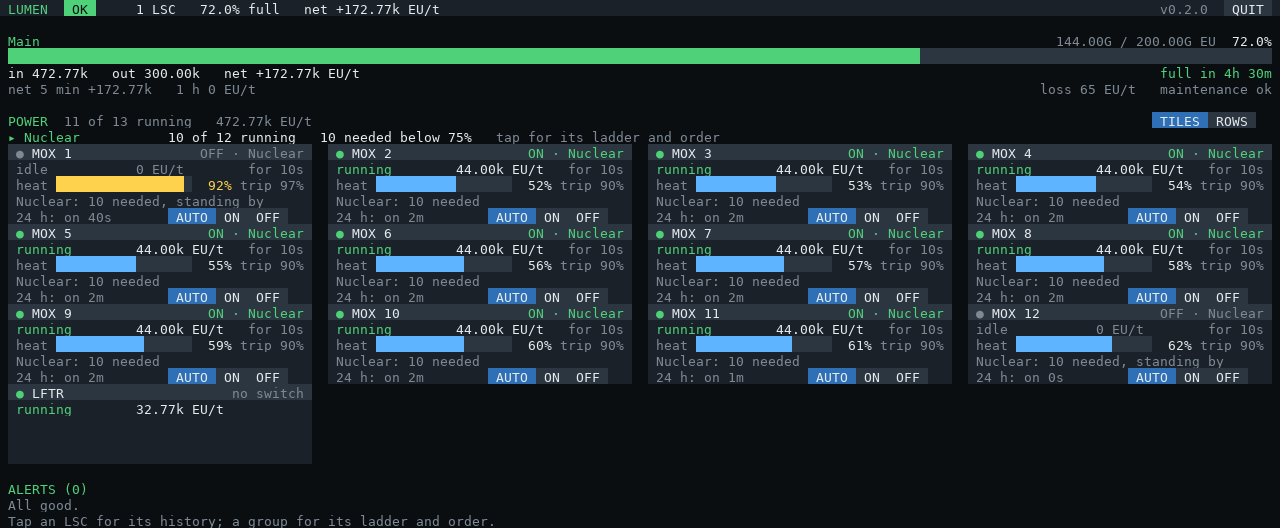 LUMEN OK 1 LSC 72.0% full net +172.77k EU/t v0.2.0 QUIT
Main 144.00G / 200.00G EU 72.0%
in 472.77k out 300.00k net +172.77k EU/t full in 4h 30m
net 5 min +172.77k 1 h 0 EU/t loss 65 EU/t maintenance ok
POWER 11 of 13 running 472.77k EU/t TILES ROWS
▸ Nuclear 10 of 12 running 10 needed below 75% tap for its ladder and order
● MOX 1 OFF · Nuclear ● MOX 2 ON · Nuclear ● MOX 3 ON · Nuclear ● MOX 4 ON · Nuclear
idle 0 EU/t for 10s running 44.00k EU/t for 10s running 44.00k EU/t for 10s running 44.00k EU/t for 10s
heat 92% trip 97% heat 52% trip 90% heat 53% trip 90% heat 54% trip 90%
Nuclear: 10 needed, standing by Nuclear: 10 needed Nuclear: 10 needed Nuclear: 10 needed
24 h: on 40s AUTO ON OFF 24 h: on 2m AUTO ON OFF 24 h: on 2m AUTO ON OFF 24 h: on 2m AUTO ON OFF
● MOX 5 ON · Nuclear ● MOX 6 ON · Nuclear ● MOX 7 ON · Nuclear ● MOX 8 ON · Nuclear
running 44.00k EU/t for 10s running 44.00k EU/t for 10s running 44.00k EU/t for 10s running 44.00k EU/t for 10s
heat 55% trip 90% heat 56% trip 90% heat 57% trip 90% heat 58% trip 90%
Nuclear: 10 needed Nuclear: 10 needed Nuclear: 10 needed Nuclear: 10 needed
24 h: on 2m AUTO ON OFF 24 h: on 2m AUTO ON OFF 24 h: on 2m AUTO ON OFF 24 h: on 2m AUTO ON OFF
● MOX 9 ON · Nuclear ● MOX 10 ON · Nuclear ● MOX 11 ON · Nuclear ● MOX 12 OFF · Nuclear
running 44.00k EU/t for 10s running 44.00k EU/t for 10s running 44.00k EU/t for 10s idle 0 EU/t for 10s
heat 59% trip 90% heat 60% trip 90% heat 61% trip 90% heat 62% trip 90%
Nuclear: 10 needed Nuclear: 10 needed Nuclear: 10 needed Nuclear: 10 needed, standing by
24 h: on 2m AUTO ON OFF 24 h: on 2m AUTO ON OFF 24 h: on 1m AUTO ON OFF 24 h: on 0s AUTO ON OFF
● LFTR no switch
running 32.77k EU/t
ALERTS (0)
All good.
Tap an LSC for its history; a group for its ladder and order.